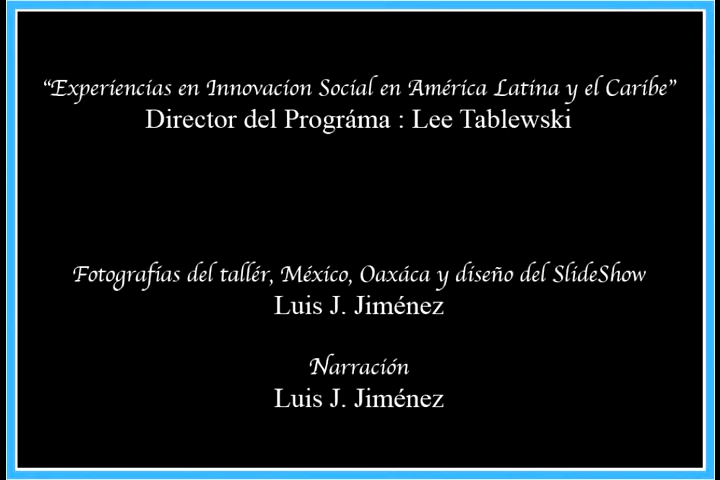 “Experiencias en Innovacion Social en América Latina y el Caribe”
Director del Prográma : Lee Tablewski
Fotografías del tallér, México, Oaxáca y diseño del SlideShow
Luis J. Jiménez
Narración
Luis J. Jiménez